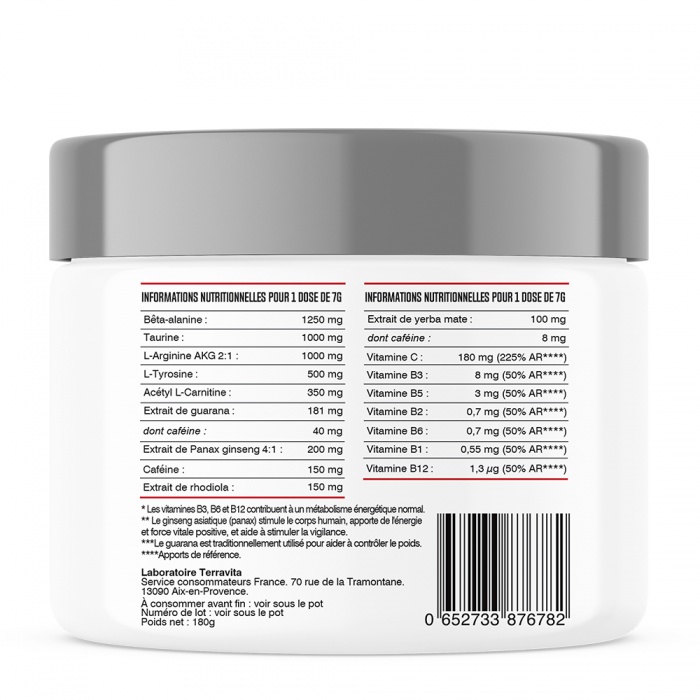 INFORMATIONS NUTRITIONNELLES POUR 1 DOSE DE 7G
Bêta-alanine : 1250 mg
Taurine : 1000 mg
L-Arginine AKG 2:1 : 1000 mg
L-Tyrosine : 500 mg
Acétyl L-Carnitine : 350 mg
Extrait de guarana : 181 mg
dont caféine : 40 mg
Extrait de Panax ginseng 4:1 : 200 mg
Caféine : 150 mg
Extrait de rhodiola : 150 mg
INFORMATIONS NUTRITIONNELLES POUR 1 DOSE DE 7G
Extrait de yerba mate : 100 mg
dont caféine : 8 mg
Vitamine C : 180 mg (225% AR****)
Vitamine B3 : 8 mg (50% AR****)
Vitamine B5 : 3 mg (50% AR****)
Vitamine B2 : 0,7 mg (50% AR****)
Vitamine B6 : 0,7 mg (50% AR****)
Vitamine B1 : 0,55 mg (50% AR****)
Vitamine B12 : 1,3 µg (50% AR****)
* Les vitamines B3, B6 et B12 contribuent à un métabolisme énergétique normal.
** Le ginseng asiatique (panax) stimule le corps humain, apporte de l'énergie
et force vitale positive, et aide à stimuler la vigilance.
***Le guarana est traditionnellement utilisé pour aider à contrôler le poids.
****Apports de référence.
Laboratoire Terravita
Service consommateurs France. 70 rue de la Tramontane.
13090 Aix-en-Provence.
À consommer avant fin : voir sous le pot
Numéro de lot : voir sous le pot
Poids net : 180g
0 652733 876782